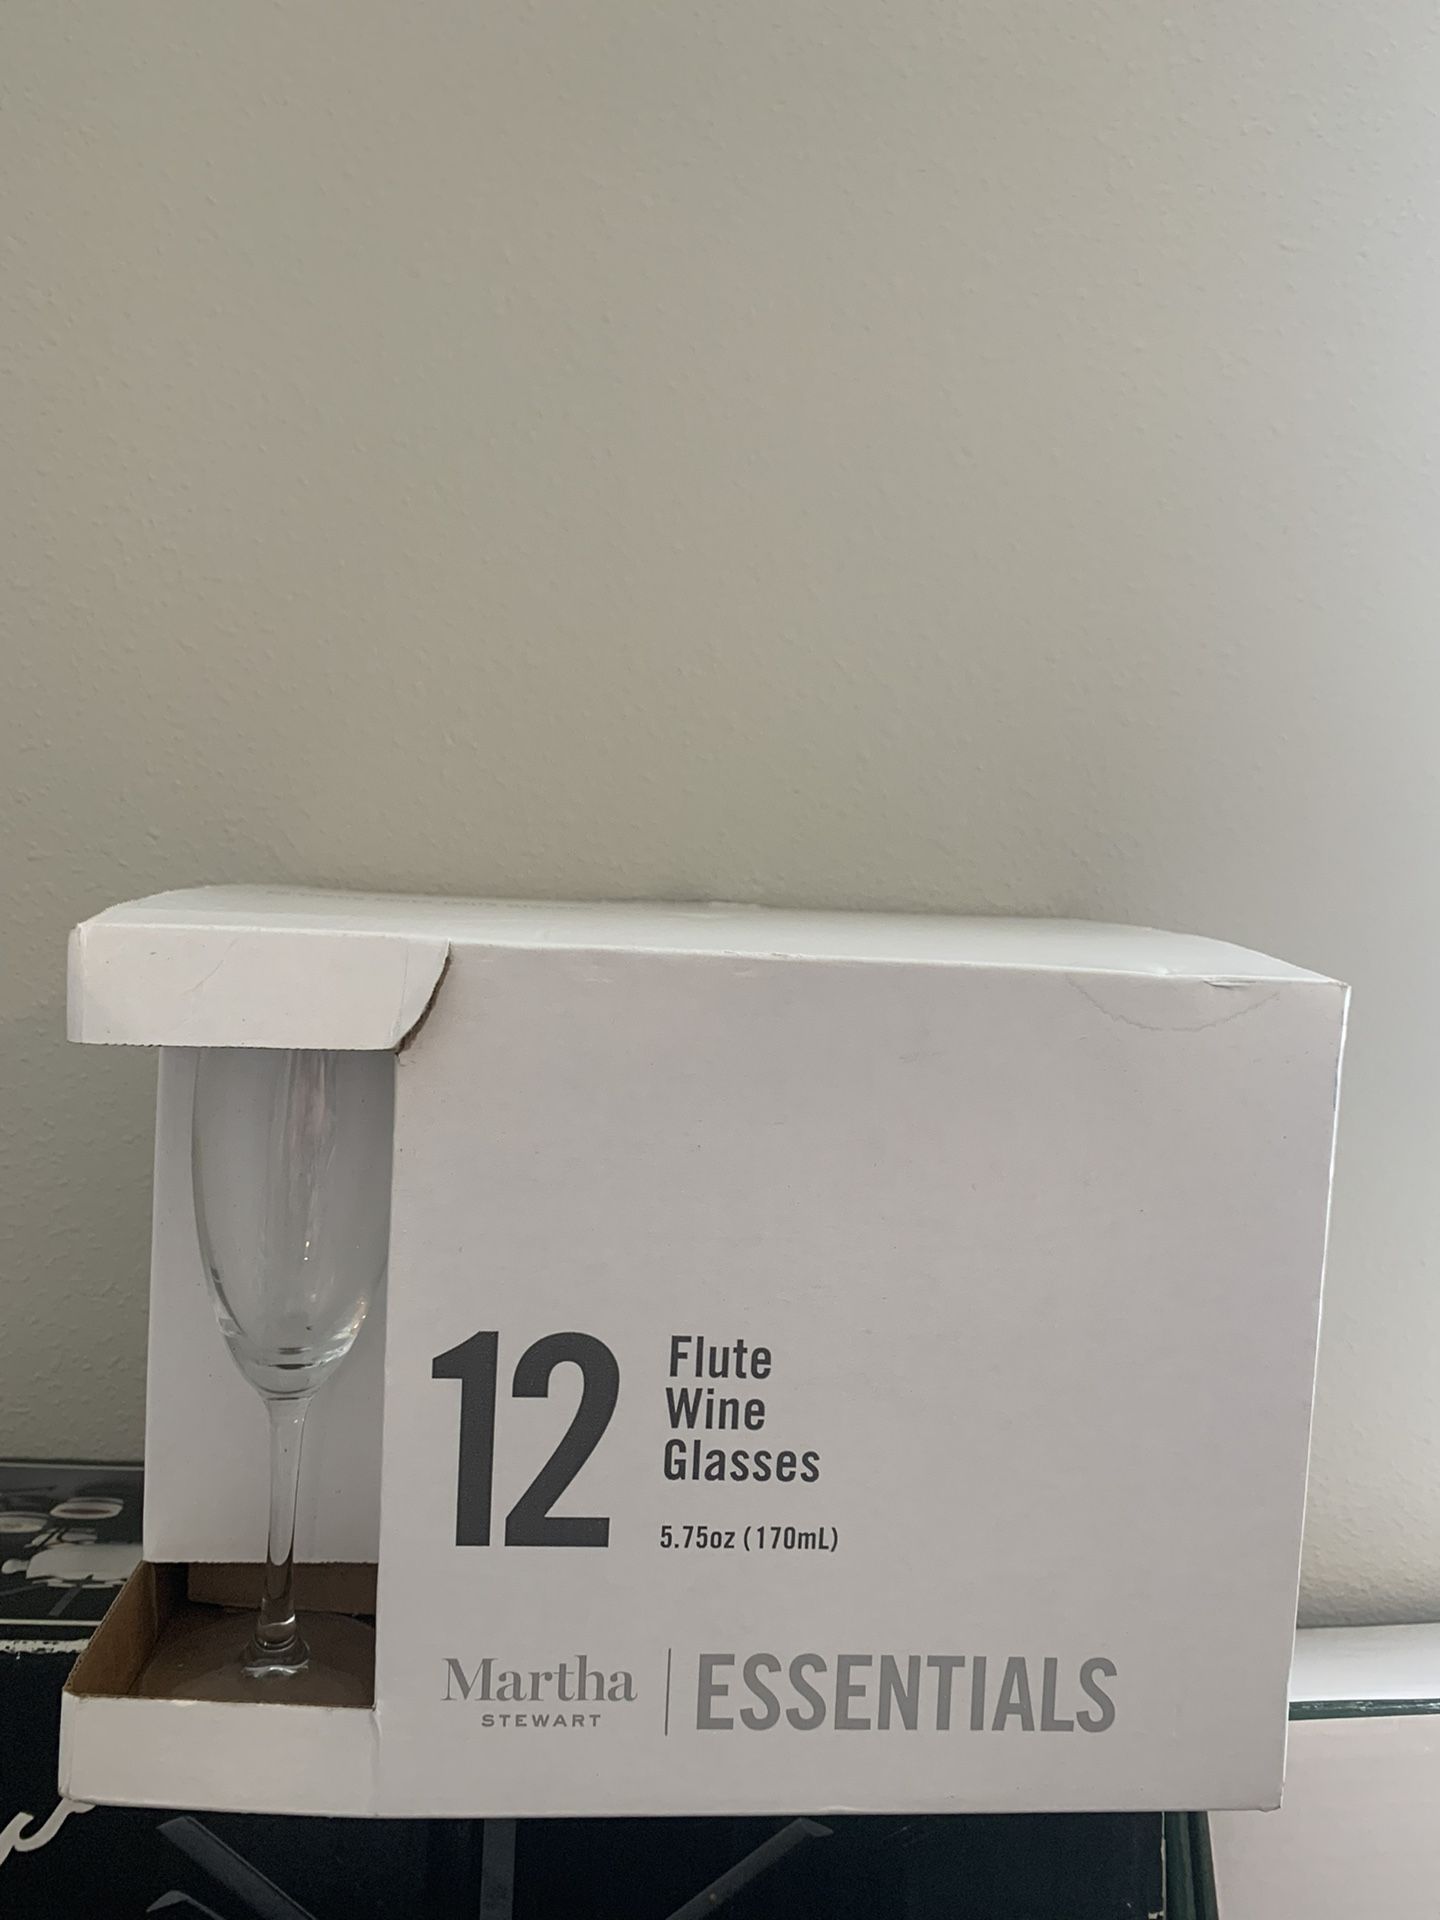 12
Flute
Wine
Glasses
5.75oz (170mL)
Martha
STEWART
ESSENTIALS